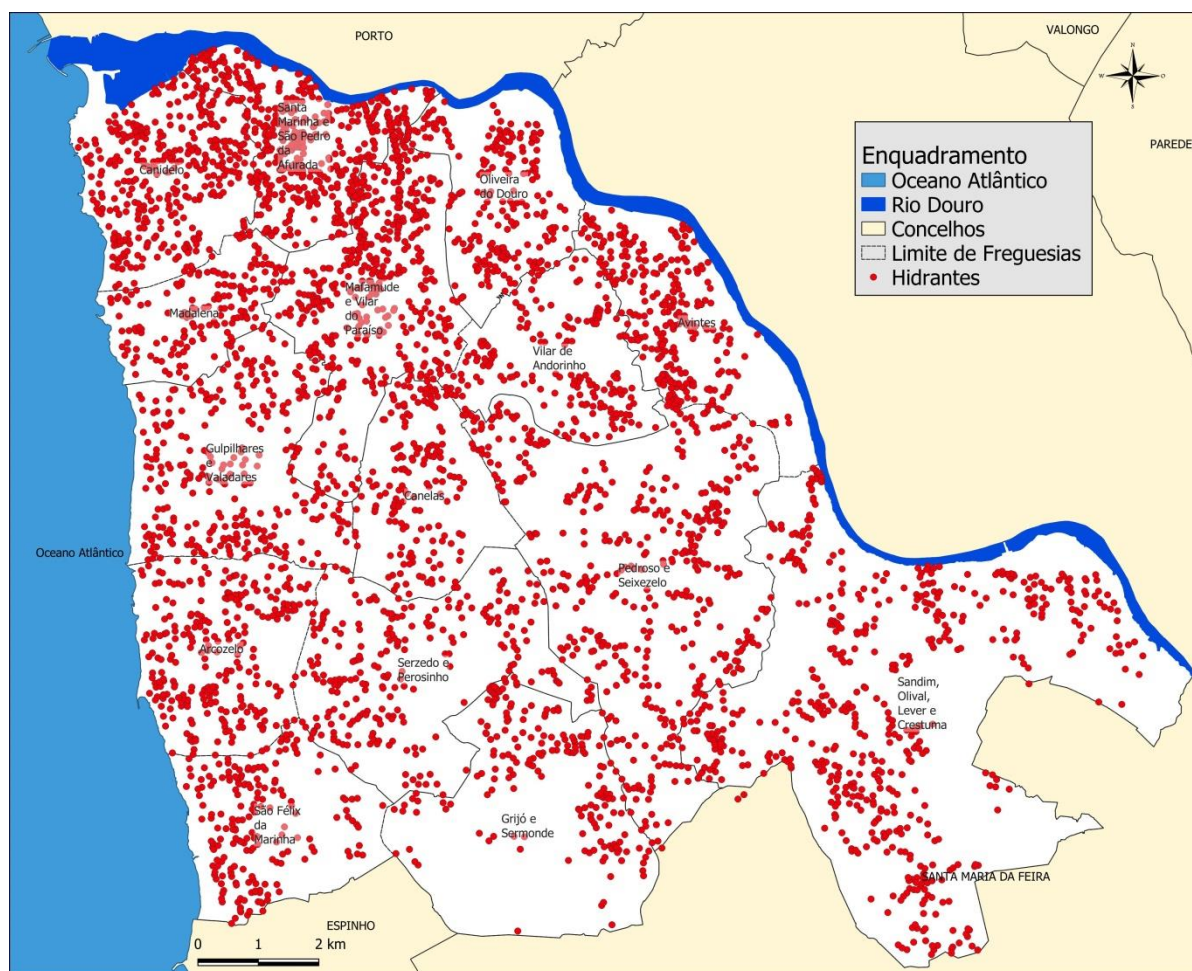 PORTO
VALONGO
N
W
O
S
PAREDE
Enquadramento
Oceano Atlântico
Rio Douro
Concelhos
Limite de Freguesias
Hidrantes
Santa
Marinha e
São Pedro
da
Afurada
Canidelo
Oliveira
do Douro
Mafamude
e Vilar
do
Paraíso
Madalena
Avintes
Vilar de
Andorinho
Gulpilhares
e
Valadares
Canelas
Oceano Atlântico
Pedroso e
Seixezelo
Arcozelo
Serzedo e
Perosinho
Sandim,
Olival,
Lever e
Crestuma
São Félix
da
Marinha
Grijó e
Sermonde
SANTA MARIA DA FEIRA
ESPINHO
0 1 2 km